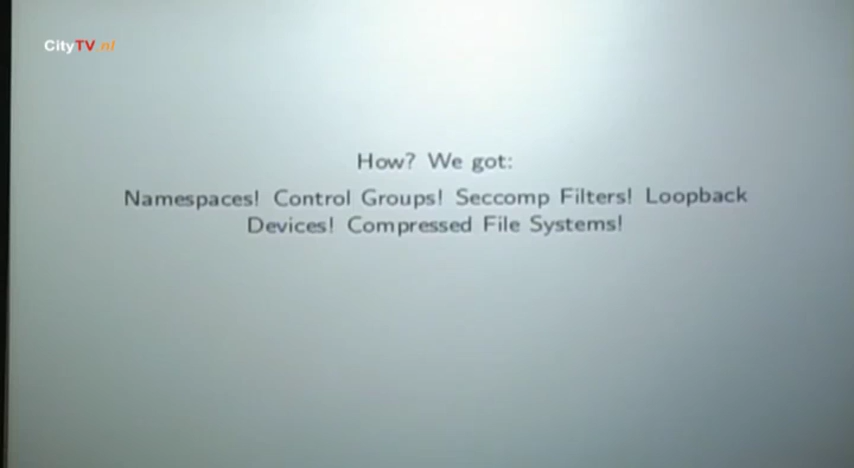 CityTV.nl
How? We got:
Namespaces! Control Groups! Seccomp Filters! Loopback
Devices! Compressed File Systems!